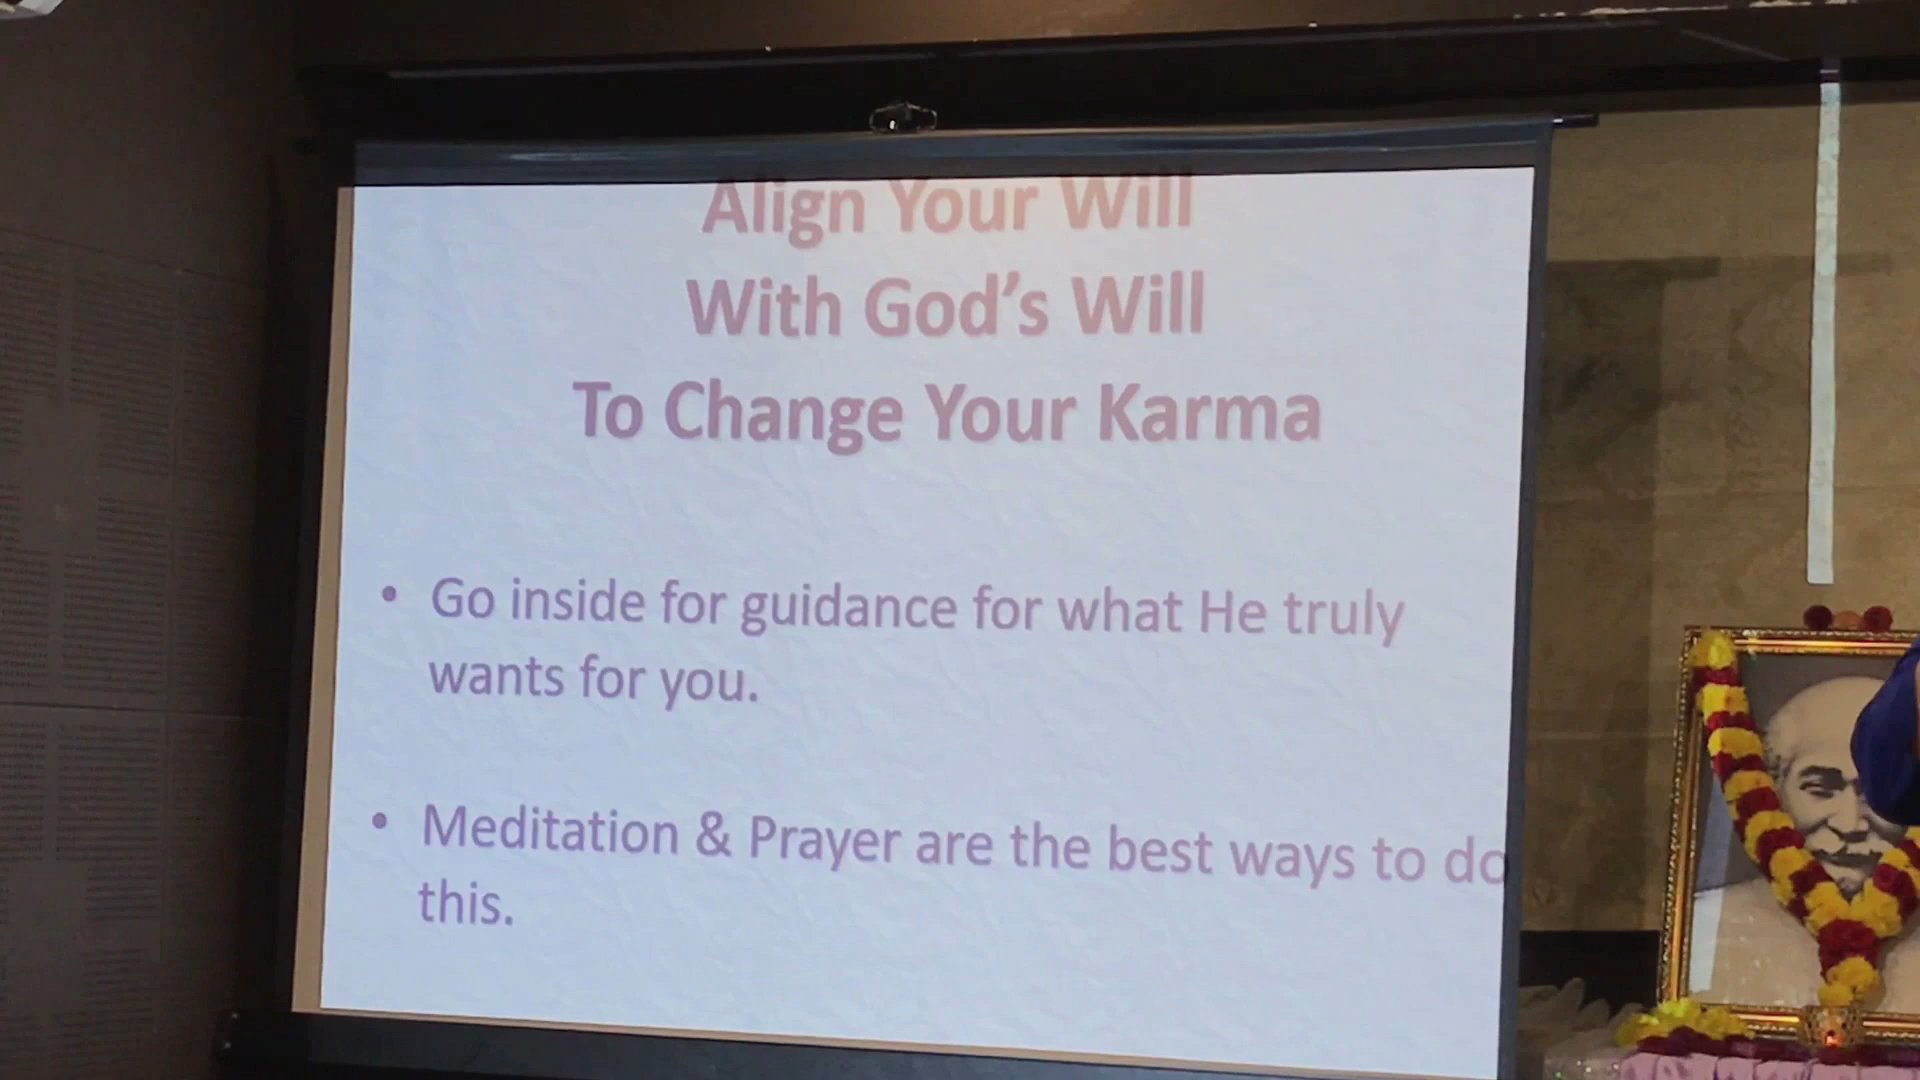 Align Your Will
With God's Will
To Change Your Karma
• Go inside for guidance for what He truly
wants for you.
• Meditation & Prayer are the best ways to do
this.